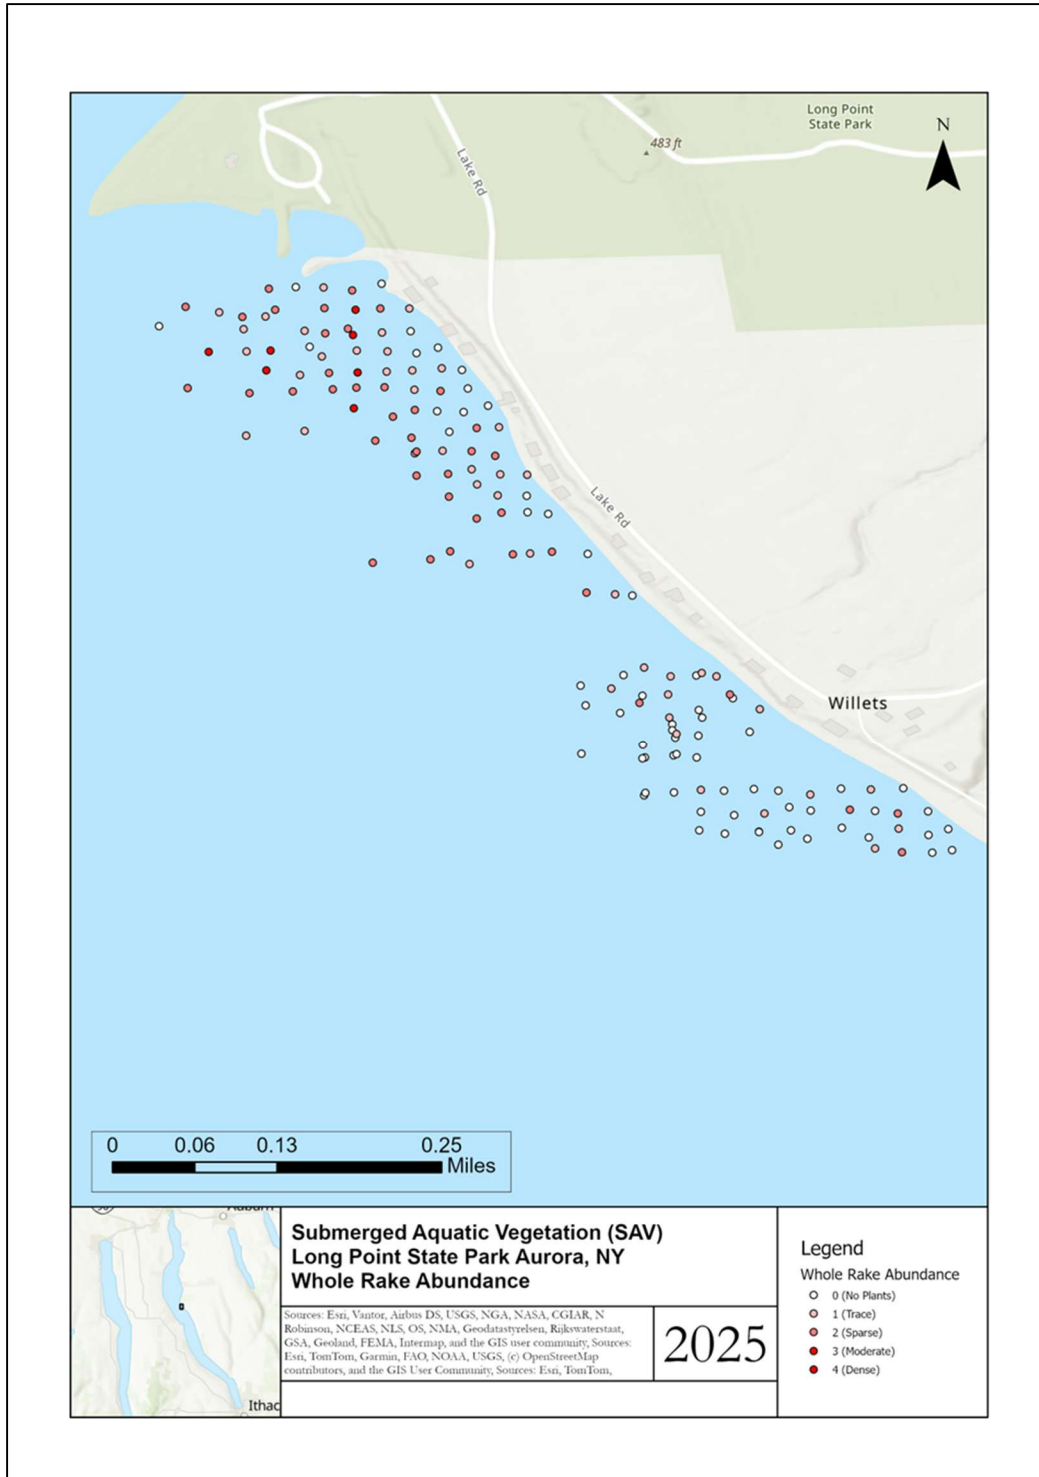 Long Point
State Park
N
483 ft
Lake Rd
Lake Rd
Willets
0 0.06 0.13 0.25
Miles
Auburn
Ithac
Submerged Aquatic Vegetation (SAV)
Long Point State Park Aurora, NY
Whole Rake Abundance
Sources: Esri, Vantor, Airbus DS, USGS, NGA, NASA, CGIAR, N
Robinson, NCEAS, NLS, OS, NMA, Geodatastyrelsen, Rijkswaterstaat,
GSA, Geoland, FEMA, Intermap, and the GIS user community, Sources:
Esri, TomTom, Garmin, FAO, NOAA, USGS, (c) OpenStreetMap
contributors, and the GIS User Community, Sources: Esri, TomTom,
2025
Legend
Whole Rake Abundance
0 (No Plants)
1 (Trace)
2 (Sparse)
3 (Moderate)
4 (Dense)